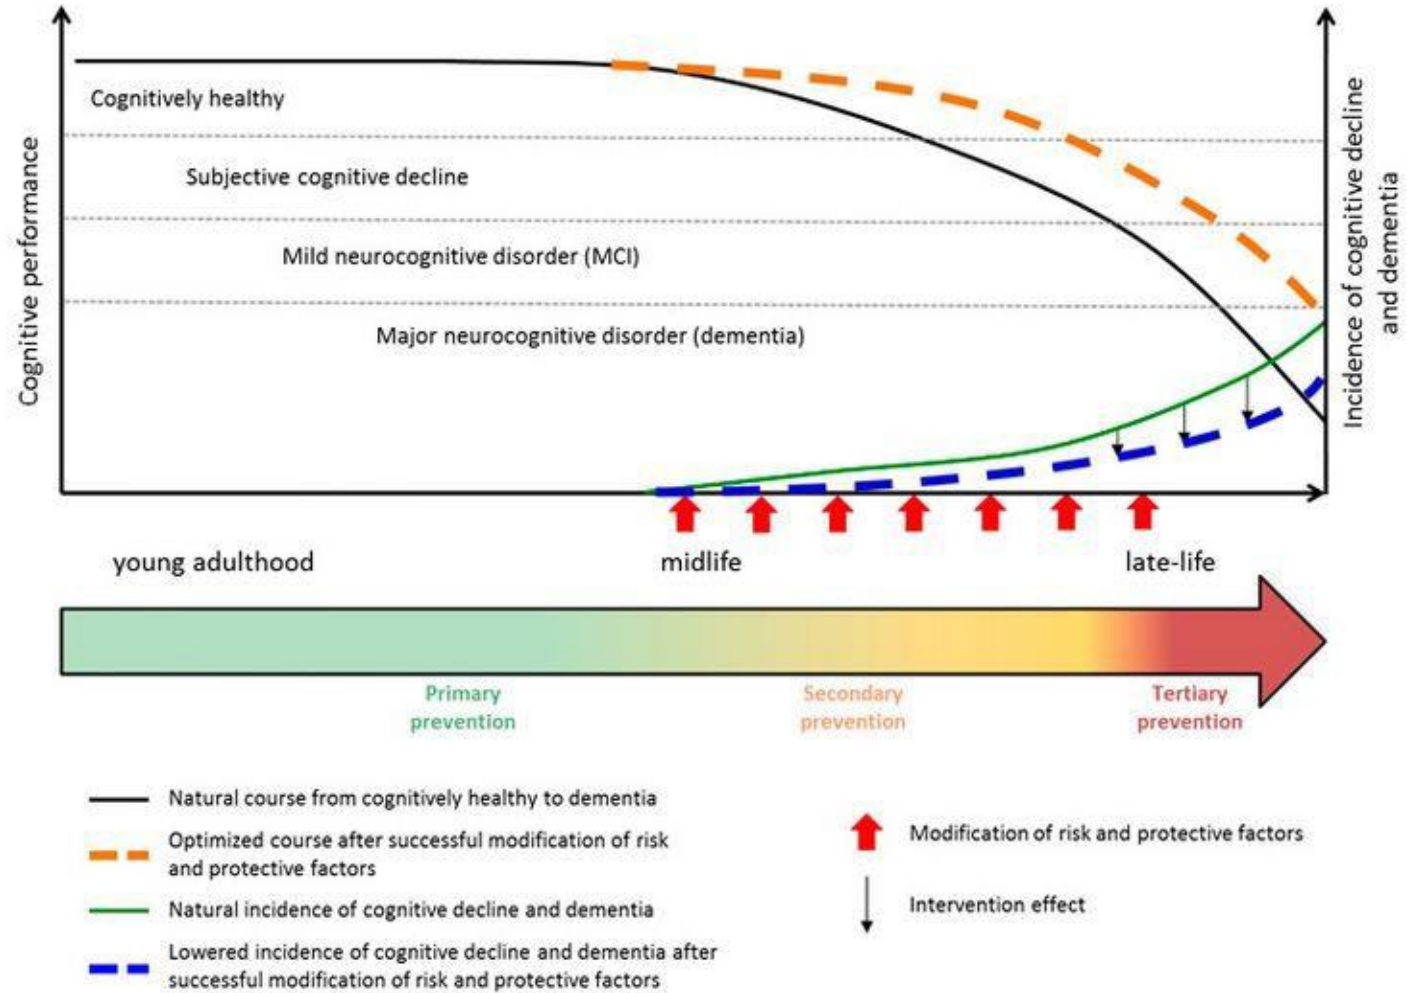 Cognitive performance
Cognitively healthy
Subjective cognitive decline
Mild neurocognitive disorder (MCI)
Major neurocognitive disorder (dementia)
Incidence of cognitive decline
and dementia
young adulthood
midlife
late-life
Primary
prevention
Secondary
prevention
Tertiary
prevention
Natural course from cognitively healthy to dementia
Optimized course after successful modification of risk
and protective factors
Natural incidence of cognitive decline and dementia
Lowered incidence of cognitive decline and dementia after
successful modification of risk and protective factors
Modification of risk and protective factors
Intervention effect